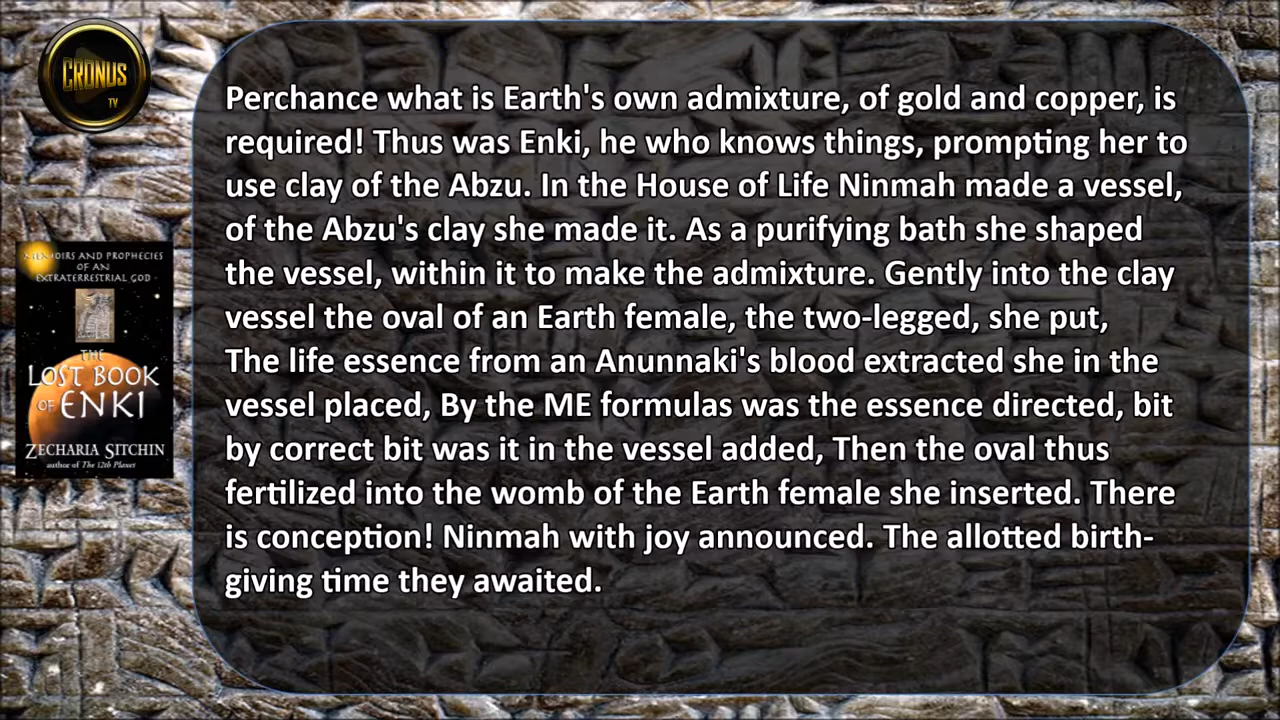 CRONUS
TV
Perchance what is Earth's own admixture, of gold and copper, is
required! Thus was Enki, he who knows things, prompting her to
use clay of the Abzu. In the House of Life Ninmah made a vessel,
of the Abzu's clay she made it. As a purifying bath she shaped
the vessel, within it to make the admixture. Gently into the clay
vessel the oval of an Earth female, the two-legged, she put,
The life essence from an Anunnaki's blood extracted she in the
vessel placed, By the ME formulas was the essence directed, bit
by correct bit was it in the vessel added, Then the oval thus
fertilized into the womb of the Earth female she inserted. There
is conception! Ninmah with joy announced. The allotted birth-
giving time they awaited.
MEMOIRS AND PROPHECIES
OF AN
EXTRATERRESTRIAL GOD
THE
LOST BOOK
OF ENKI
ZECHARIA SITCHIN
author of The 12th Planet